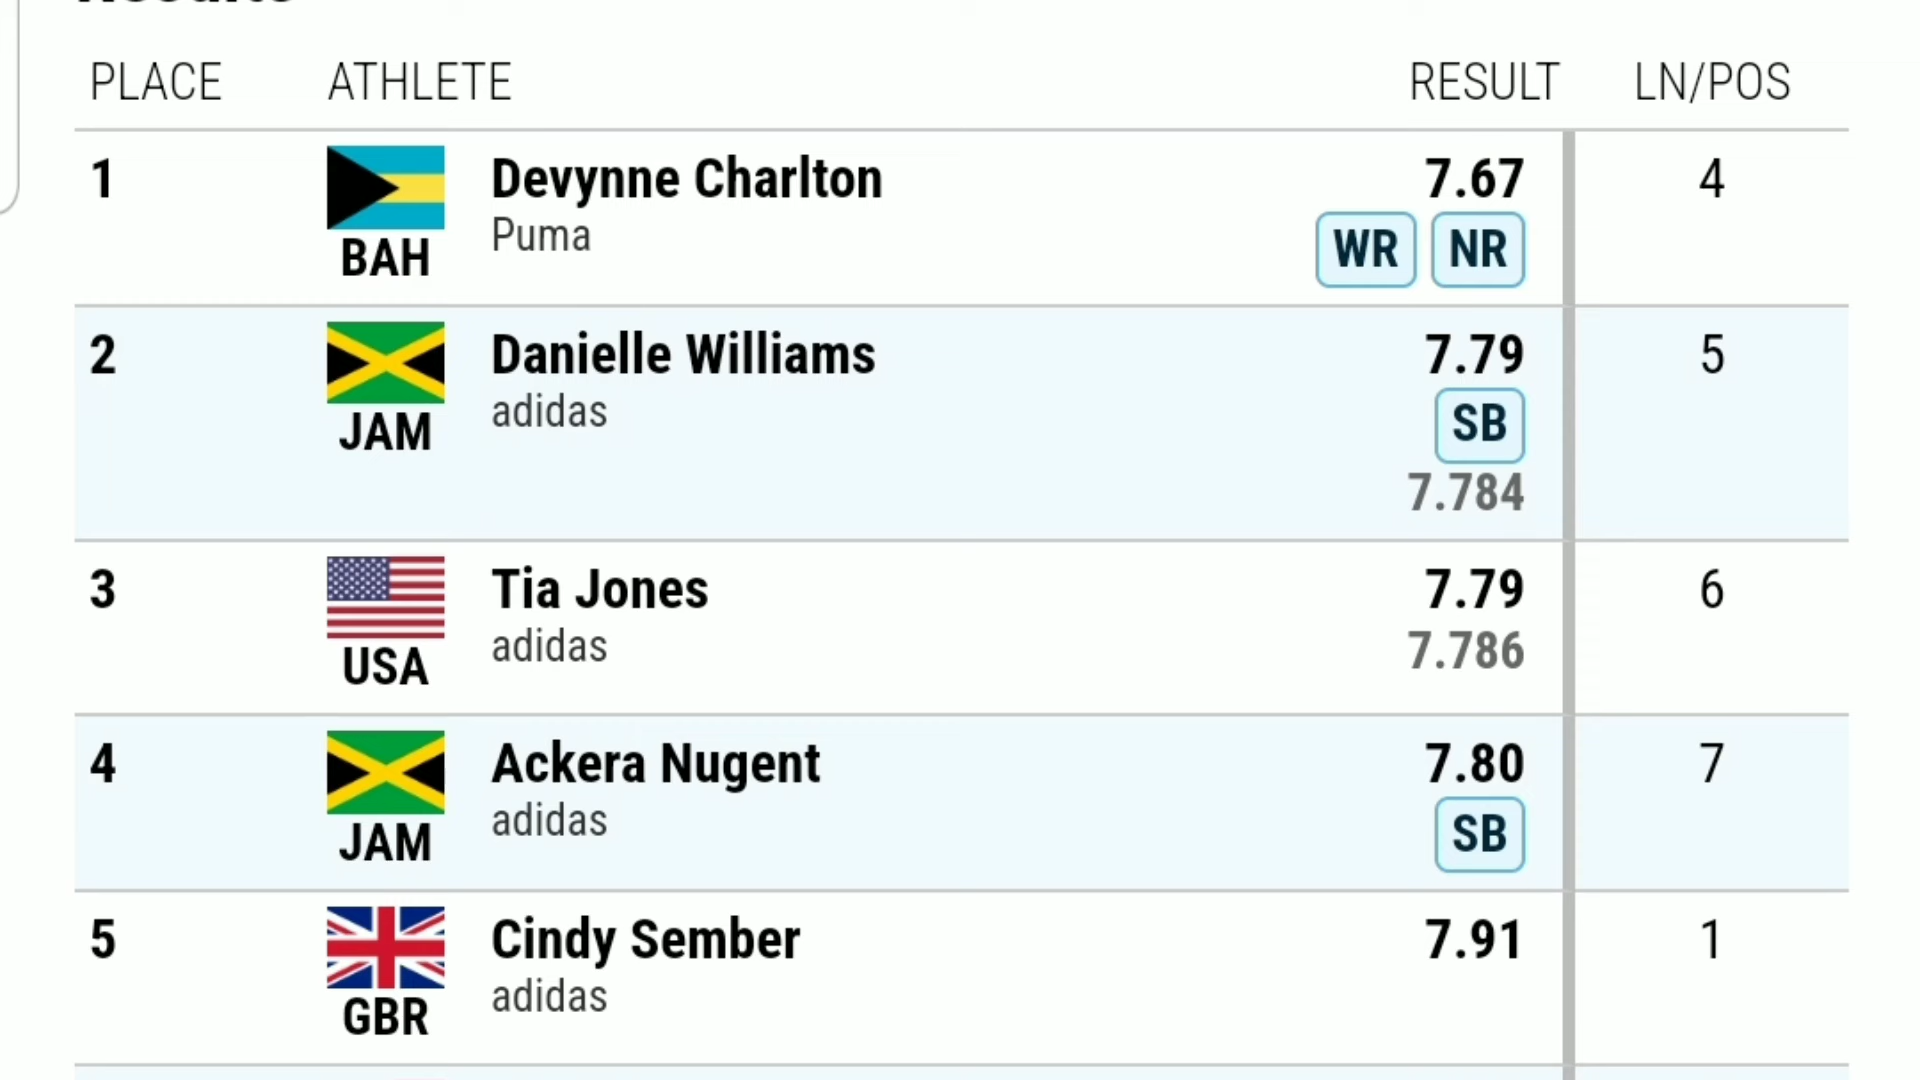 Results
PLACE ATHLETE RESULT LN/POS
1 Devynne Charlton 7.67 4
Puma
BAH WR NR
2 Danielle Williams 7.79 5
adidas
JAM SB
7.784
3 Tia Jones 7.79 6
adidas 7.786
USA
4 Ackera Nugent 7.80 7
adidas
JAM SB
5 Cindy Sember 7.91 1
adidas
GBR